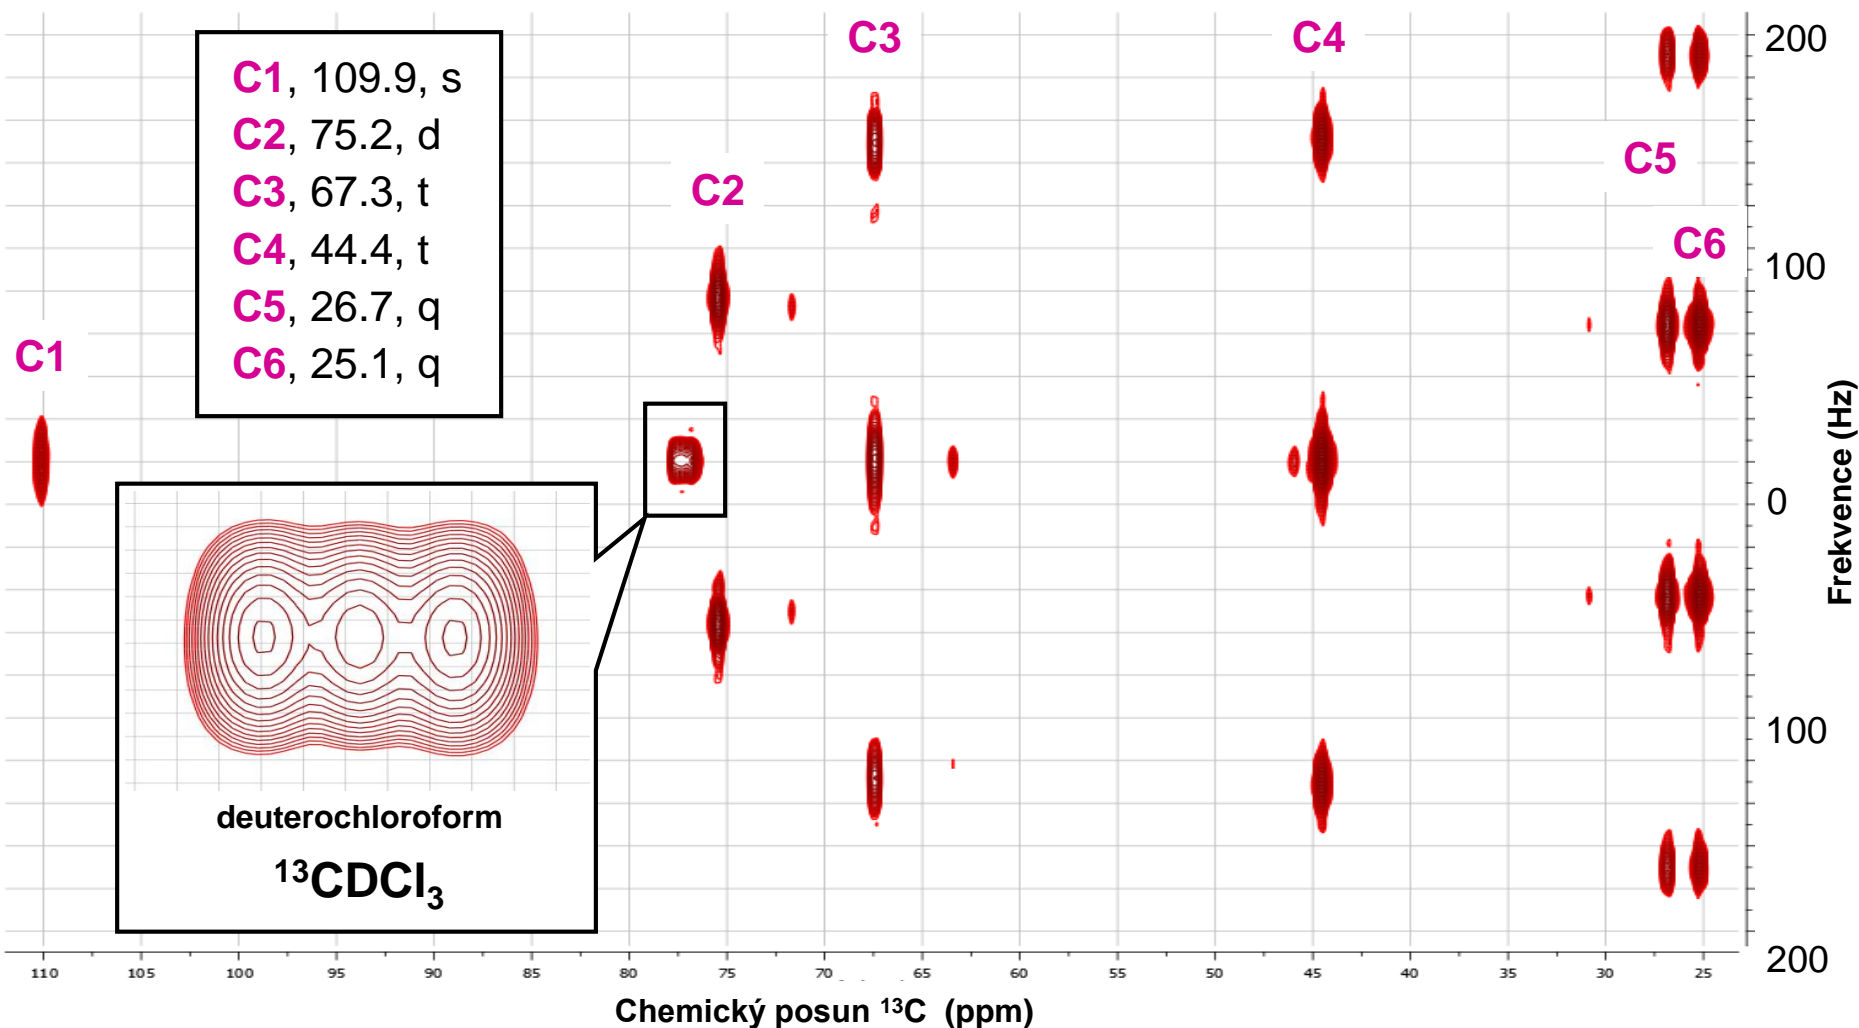 C1, 109.9, s
C2, 75.2, d
C3, 67.3, t
C4, 44.4, t
C5, 26.7, q
C6, 25.1, q
C1
C2
C3
C4
C5
C6
deuterochloroform
¹³CDCl₃
200
100
0
100
200
Frekvence (Hz)
110 105 100 95 90 85 80 75 70 65 60 55 50 45 40 35 30 25
Chemický posun ¹³C (ppm)